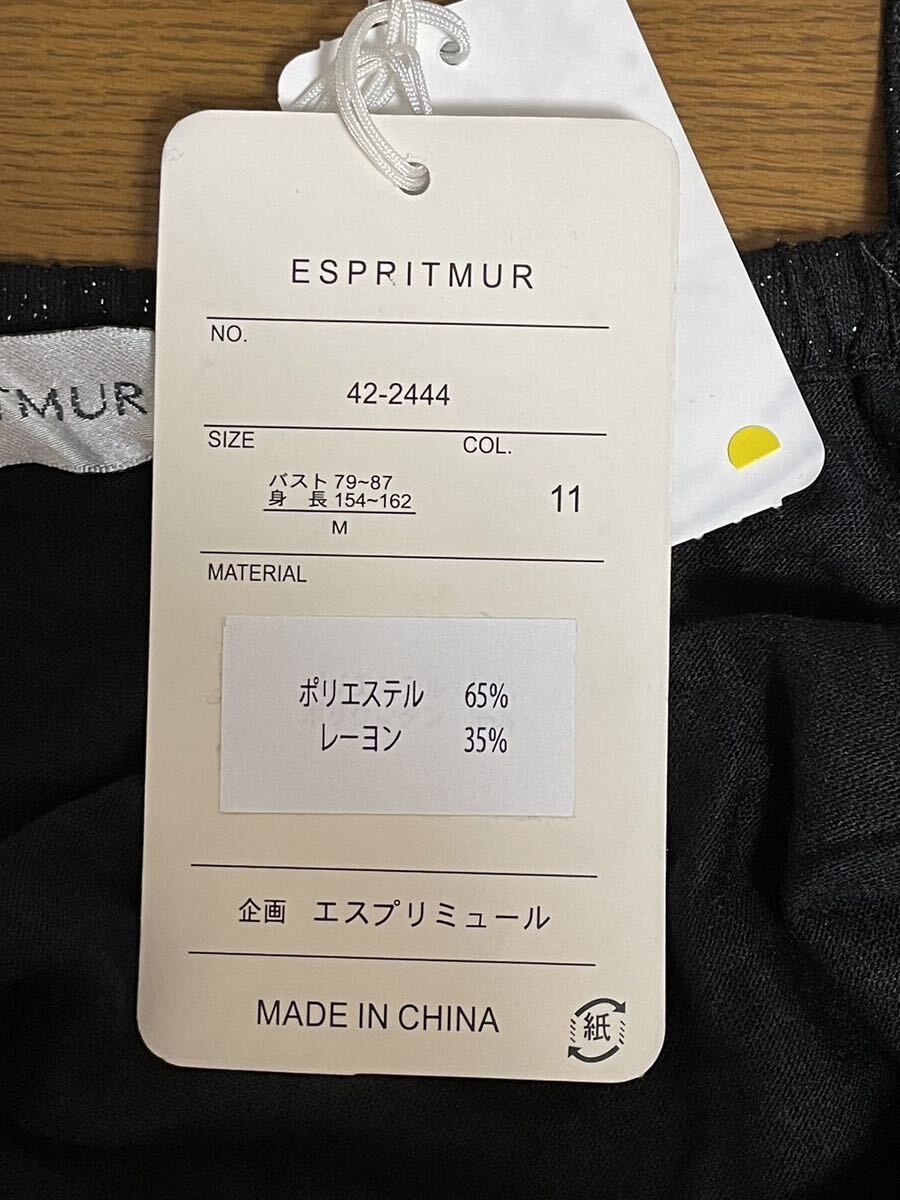 ESPRITMUR
NO.
42-2444
SIZE
COL.
バスト 79~87
身 長 154~162
M
11
MATERIAL
ポリエステル 65%
レーヨン 35%
企画 エスプリミュール
MADE IN CHINA
紙
TMUR